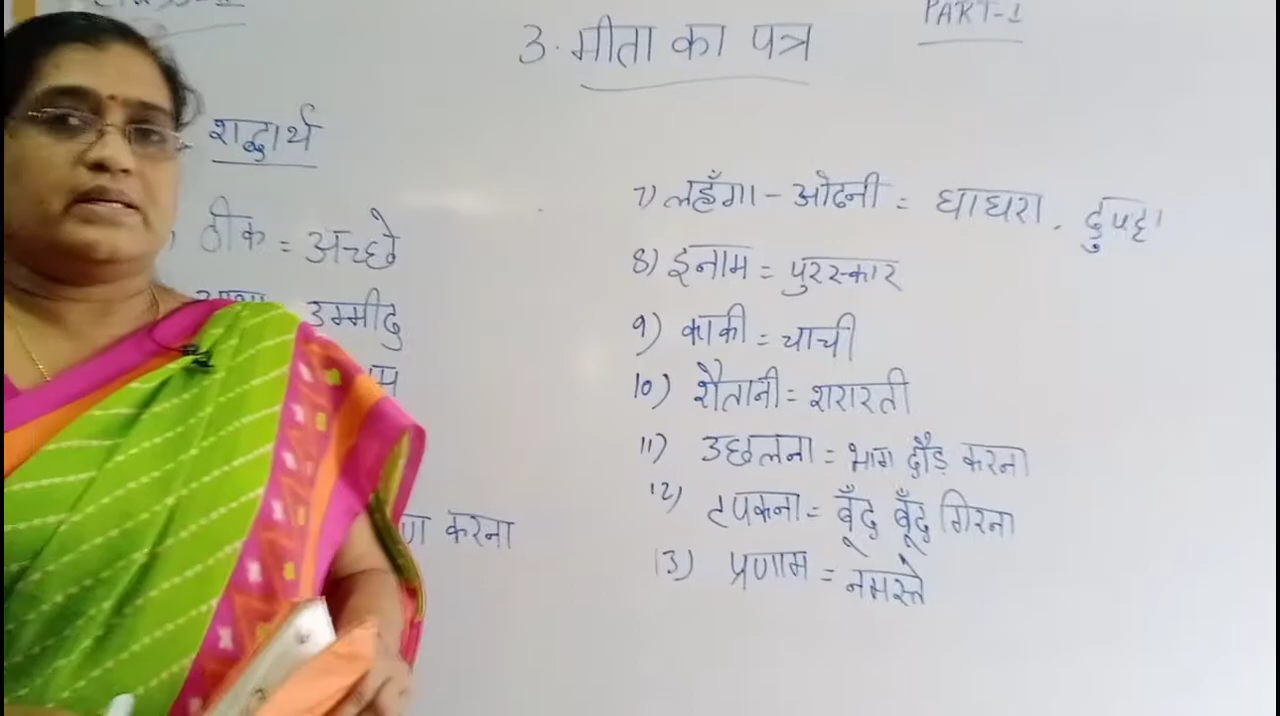 3. मीता का पत्र
PART-1
शब्दार्थ
ठीक = अच्छे
उम्मीद
करना
7) लहँगा - ओढनी = घाघरा, दुपट्टा
8) इनाम = पुरस्कार
9) काकी = चाची
10) शैतानी = शरारती
11) उछलना = भाग दौड़ करना
12) टपकना = बूँद बूँद गिरना
13) प्रणाम = नमस्ते